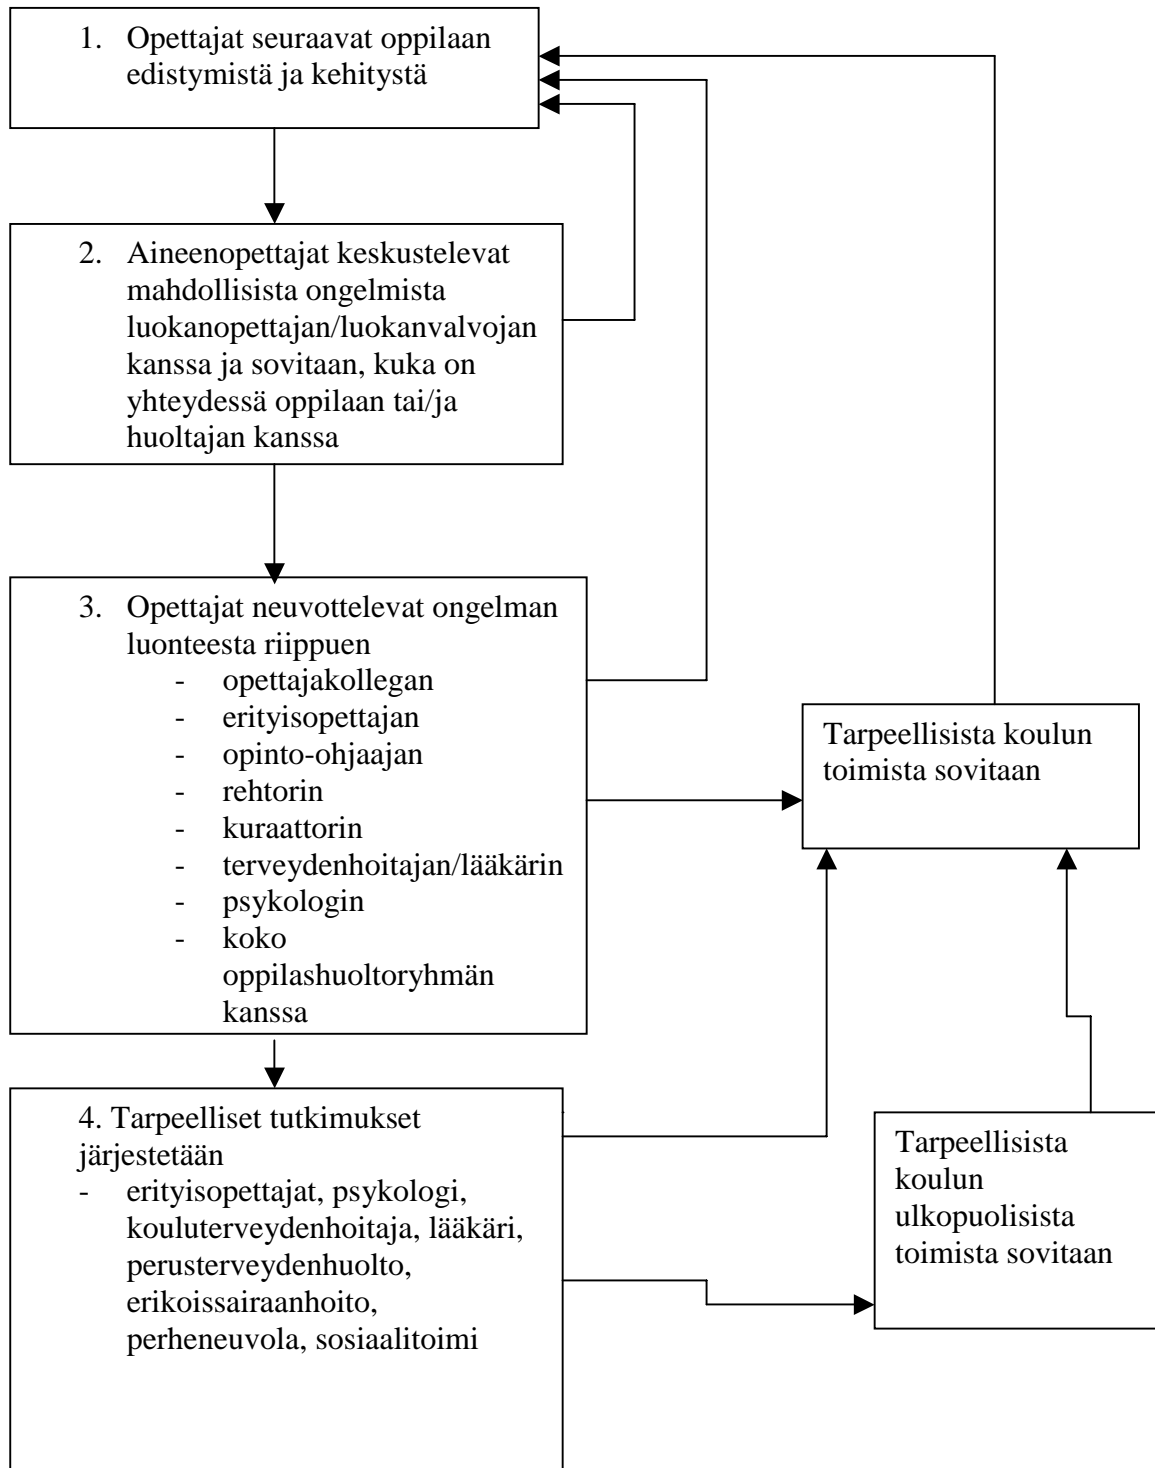 1. Opettajat seuraavat oppilaan
edistymistä ja kehitystä
2. Aineenopettajat keskustelevat
mahdollisista ongelmista
luokanopettajan/luokanvalvojan
kanssa ja sovitaan, kuka on
yhteydessä oppilaan tai/ja
huoltajan kanssa
3. Opettajat neuvottelevat ongelman
luonteesta riippuen
- opettajakollegan
- erityisopettajan
- opinto-ohjaajan
- rehtorin
- kuraattorin
- terveydenhoitajan/lääkärin
- psykologin
- koko
oppilashuoltoryhmän
kanssa
Tarpeellisista koulun
toimista sovitaan
4. Tarpeelliset tutkimukset
järjestetään
- erityisopettajat, psykologi,
kouluterveydenhoitaja, lääkäri,
perusterveydenhuolto,
erikoissairaanhoito,
perheneuvola, sosiaalitoimi
Tarpeellisista
koulun
ulkopuolisista
toimista sovitaan